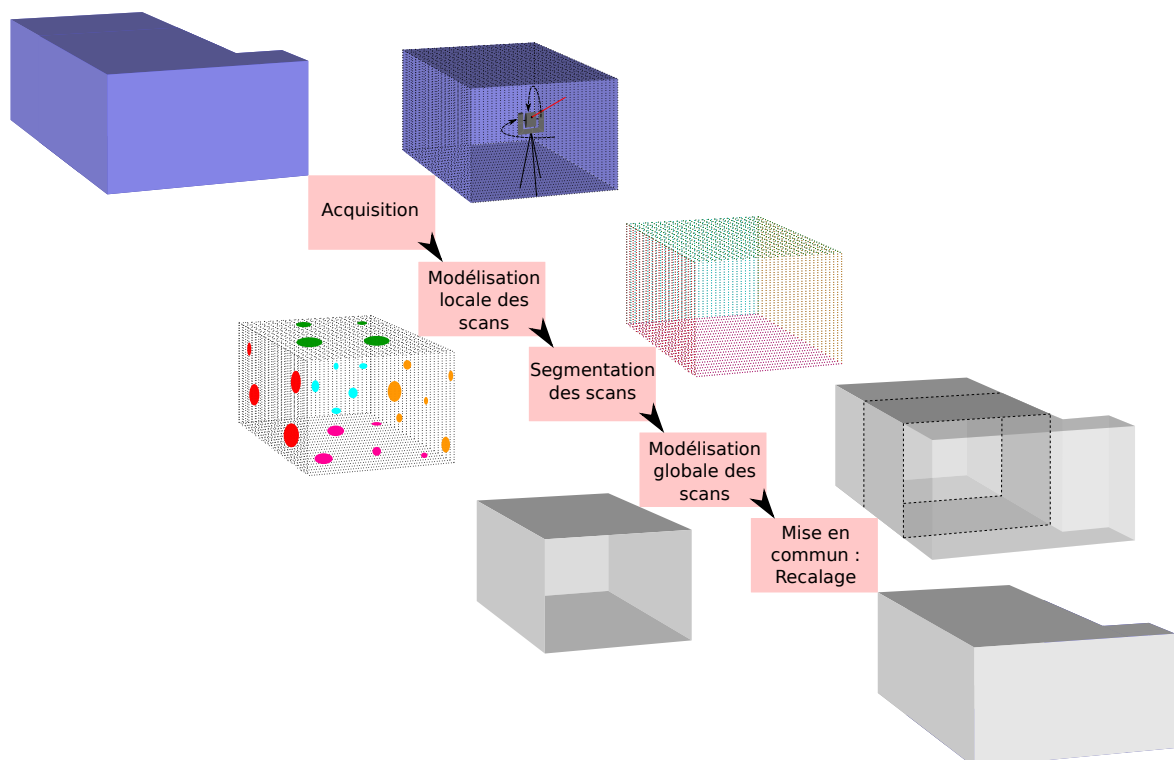 Acquisition
Modélisation
locale des
scans
Segmentation
des scans
Modélisation
globale des
scans
Mise en
commun :
Recalage